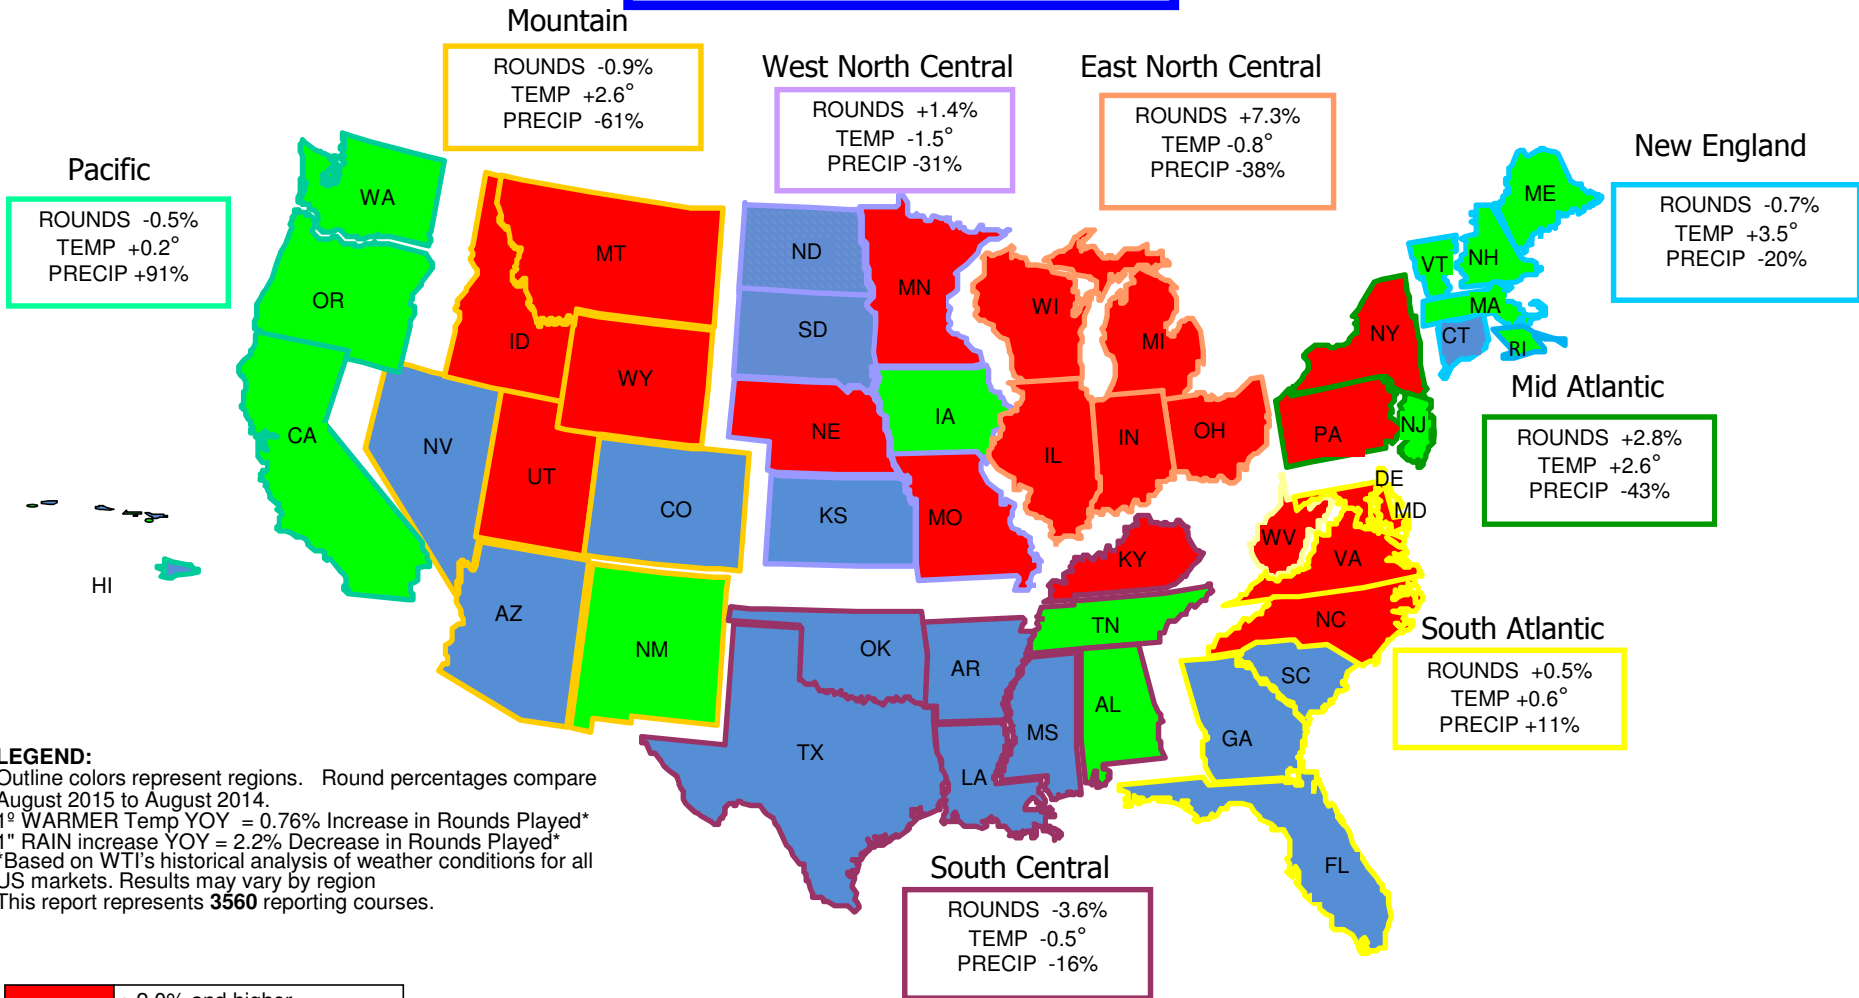 Mountain
ROUNDS -0.9%
TEMP +2.6°
PRECIP -61%
West North Central
ROUNDS +1.4%
TEMP -1.5°
PRECIP -31%
East North Central
ROUNDS +7.3%
TEMP -0.8°
PRECIP -38%
New England
ROUNDS -0.7%
TEMP +3.5°
PRECIP -20%
Pacific
ROUNDS -0.5%
TEMP +0.2°
PRECIP +91%
WA
OR
CA
HI
MT
ID
WY
NV
UT
CO
AZ
NM
ND
SD
MN
NE
IA
KS
MO
WI
MI
IL
IN
OH
ME
VT
NH
MA
CT
RI
NY
PA
NJ
Mid Atlantic
ROUNDS +2.8%
TEMP +2.6°
PRECIP -43%
DE
MD
WV
VA
NC
SC
GA
FL
South Atlantic
ROUNDS +0.5%
TEMP +0.6°
PRECIP +11%
KY
TN
OK
AR
AL
MS
TX
LA
South Central
ROUNDS -3.6%
TEMP -0.5°
PRECIP -16%
LEGEND:
Outline colors represent regions. Round percentages compare
August 2015 to August 2014.
1º WARMER Temp YOY = 0.76% Increase in Rounds Played*
1" RAIN increase YOY = 2.2% Decrease in Rounds Played*
*Based on WTI's historical analysis of weather conditions for all
US markets. Results may vary by region
This report represents 3560 reporting courses.
and higher